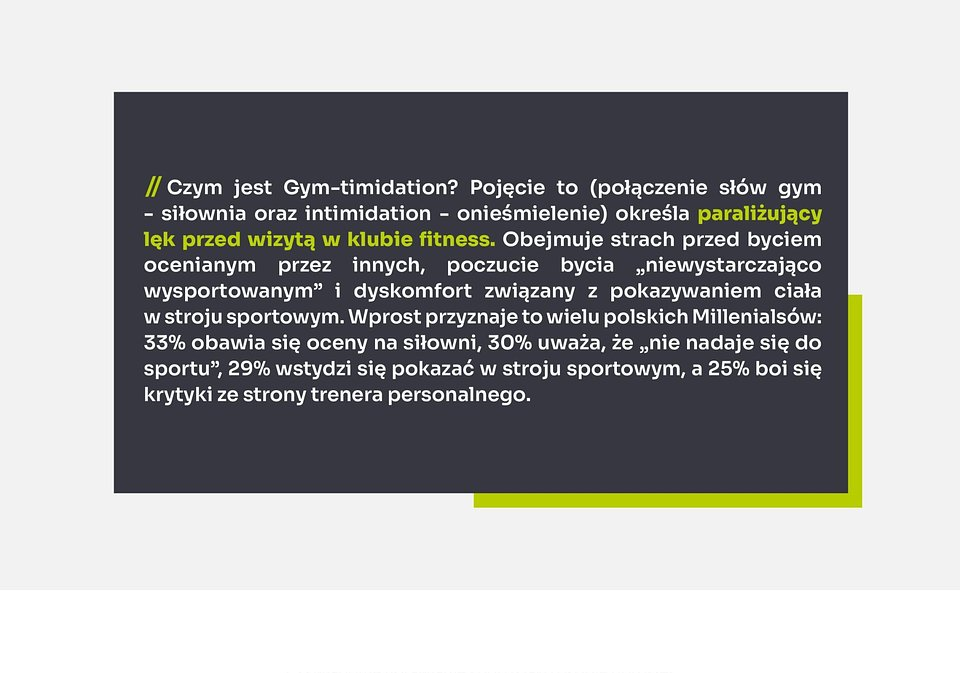 // Czym jest Gym-timidation? Pojęcie to (połączenie słów gym
- siłownia oraz intimidation - onieśmielenie) określa paraliżujący
lęk przed wizytą w klubie fitness. Obejmuje strach przed byciem
ocenianym przez innych, poczucie bycia „niewystarczająco
wysportowanym” i dyskomfort związany z pokazywaniem ciała
w stroju sportowym. Wprost przyznaje to wielu polskich Millenialsów:
33% obawia się oceny na siłowni, 30% uważa, że „nie nadaje się do
sportu”, 29% wstydzi się pokazać w stroju sportowym, a 25% boi się
krytyki ze strony trenera personalnego.